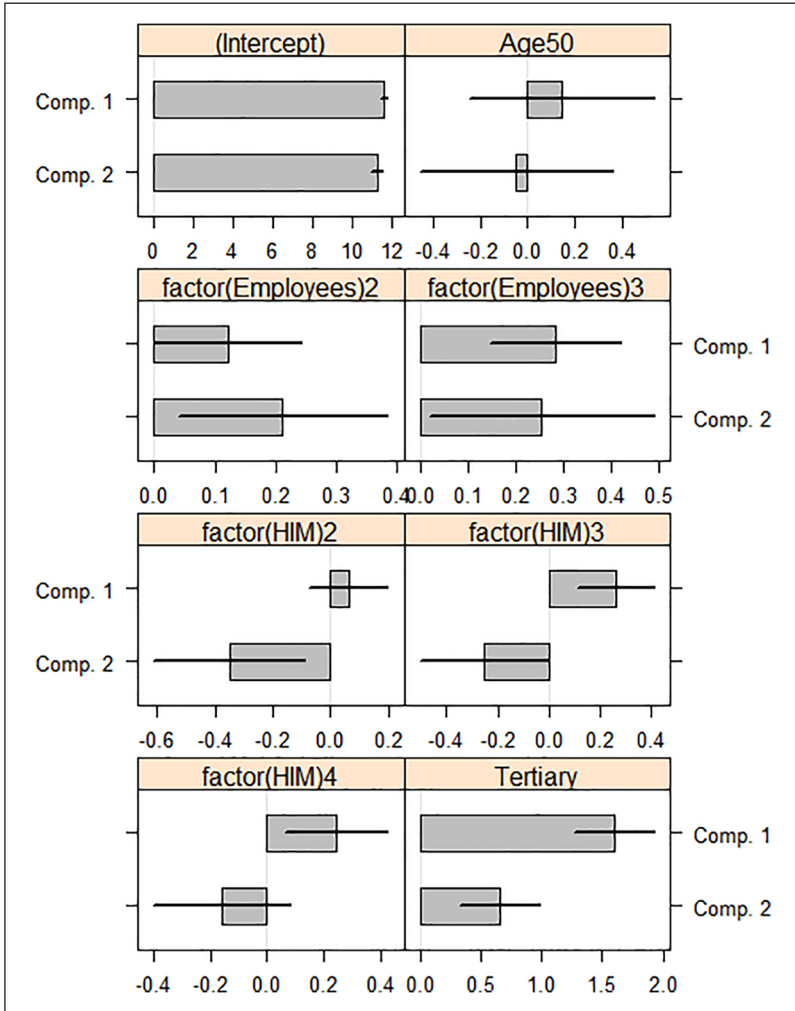 (Intercept) Age50
Comp. 1
Comp. 2
0 2 4 6 8 10 12 -0.4 -0.2 0.0 0.2 0.4
factor(Employees)2 factor(Employees)3
Comp. 1
Comp. 2
0.0 0.1 0.2 0.3 0.4 0.0 0.1 0.2 0.3 0.4 0.5
factor(HIM)2 factor(HIM)3
Comp. 1
Comp. 2
-0.6 -0.4 -0.2 0.0 0.2 -0.4 -0.2 0.0 0.2 0.4
factor(HIM)4 Tertiary
Comp. 1
Comp. 2
-0.4 -0.2 0.0 0.2 0.4 0.0 0.5 1.0 1.5 2.0